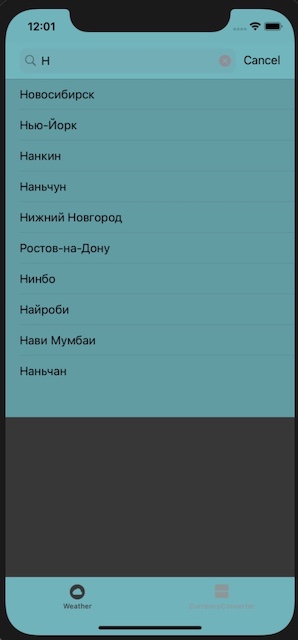 12:01
Н
Cancel
Новосибирск
Нью-Йорк
Нанкин
Наньчун
Нижний Новгород
Ростов-на-Дону
Нинбо
Найроби
Нави Мумбаи
Наньчан
Weather